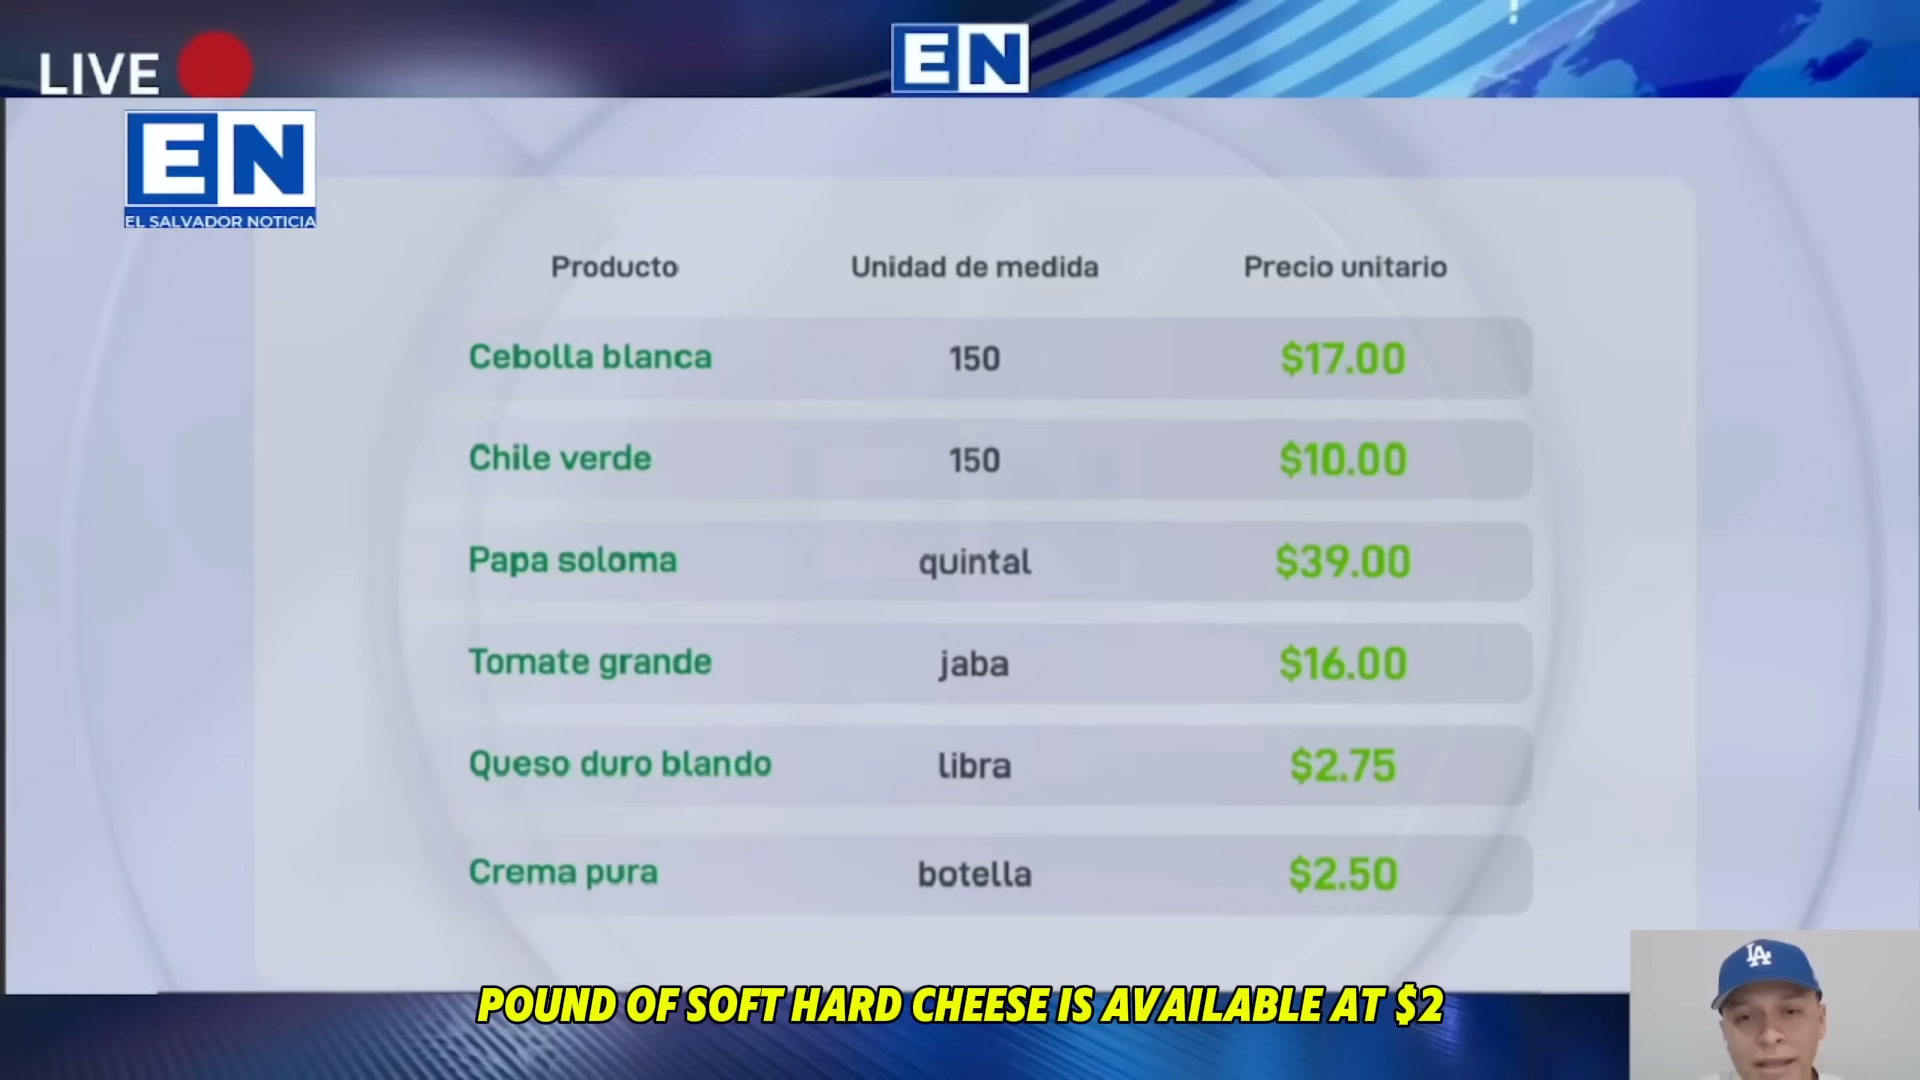 LIVE
EN
EN
EL SALVADOR NOTICIA
Producto Unidad de medida Precio unitario
Cebolla blanca 150 $17.00
Chile verde 150 $10.00
Papa soloma quintal $39.00
Tomate grande jaba $16.00
Queso duro blando libra $2.75
Crema pura botella $2.50
POUND OF SOFT HARD CHEESE IS AVAILABLE AT $2
LA